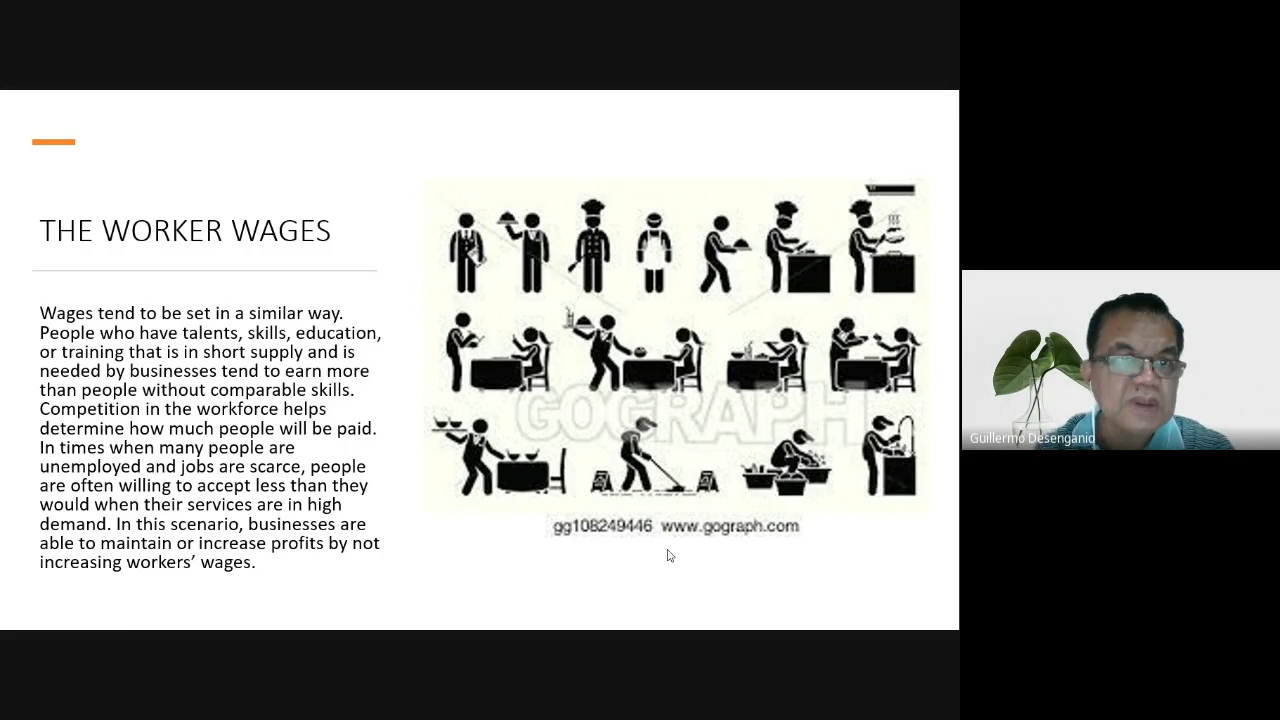 THE WORKER WAGES
Wages tend to be set in a similar way.
People who have talents, skills, education,
or training that is in short supply and is
needed by businesses tend to earn more
than people without comparable skills.
Competition in the workforce helps
determine how much people will be paid.
In times when many people are
unemployed and jobs are scarce, people
are often willing to accept less than they
would when their services are in high
demand. In this scenario, businesses are
able to maintain or increase profits by not
increasing workers’ wages.
GOGRAPH
gg108249446 www.gograph.com
Guillermo Desenganio